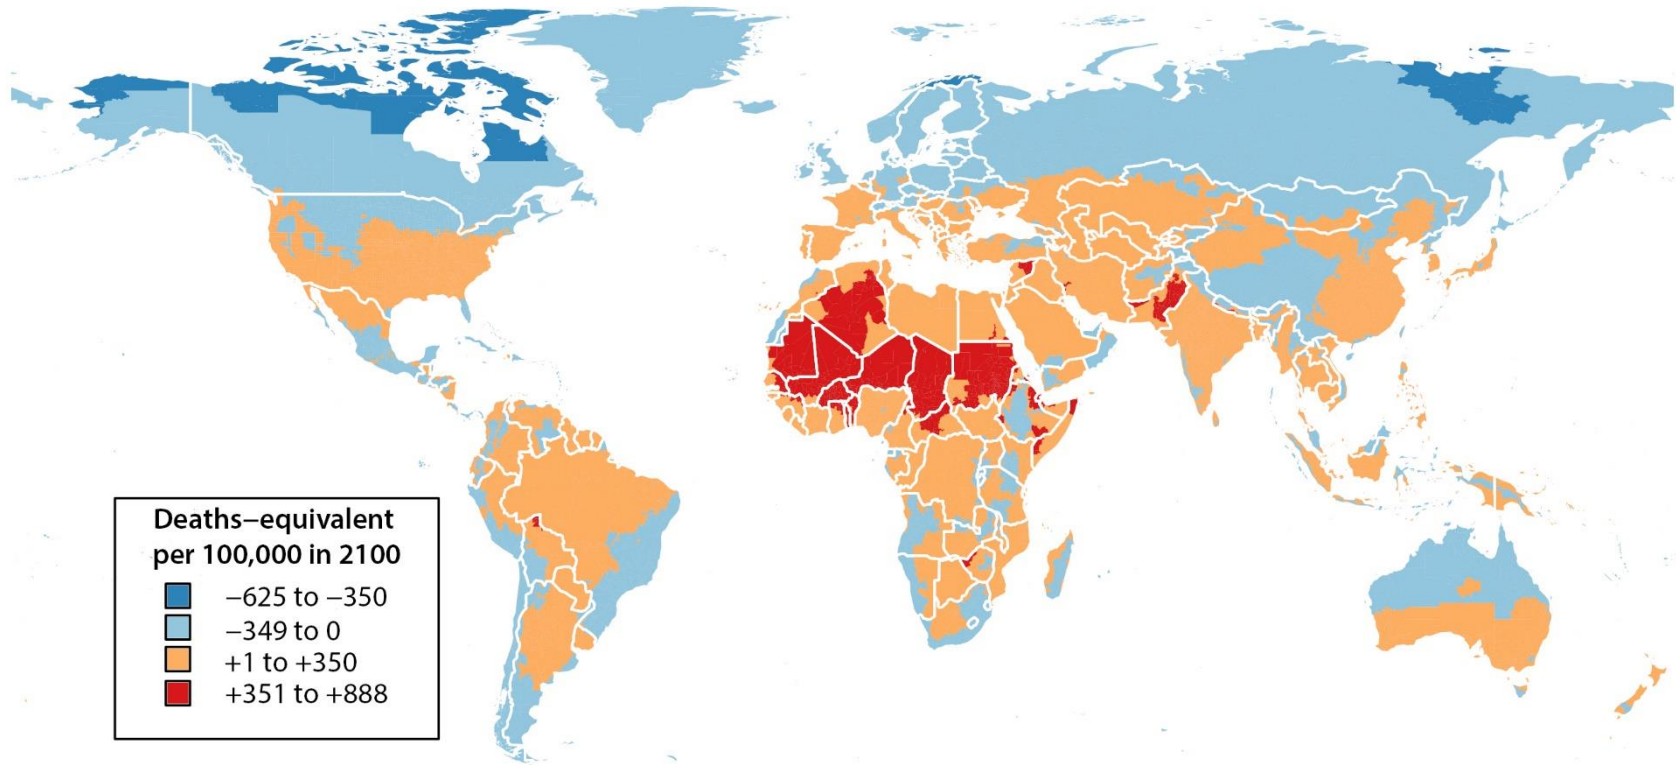 Deaths−equivalent
per 100,000 in 2100
−625 to −350
−349 to 0
+1 to +350
+351 to +888